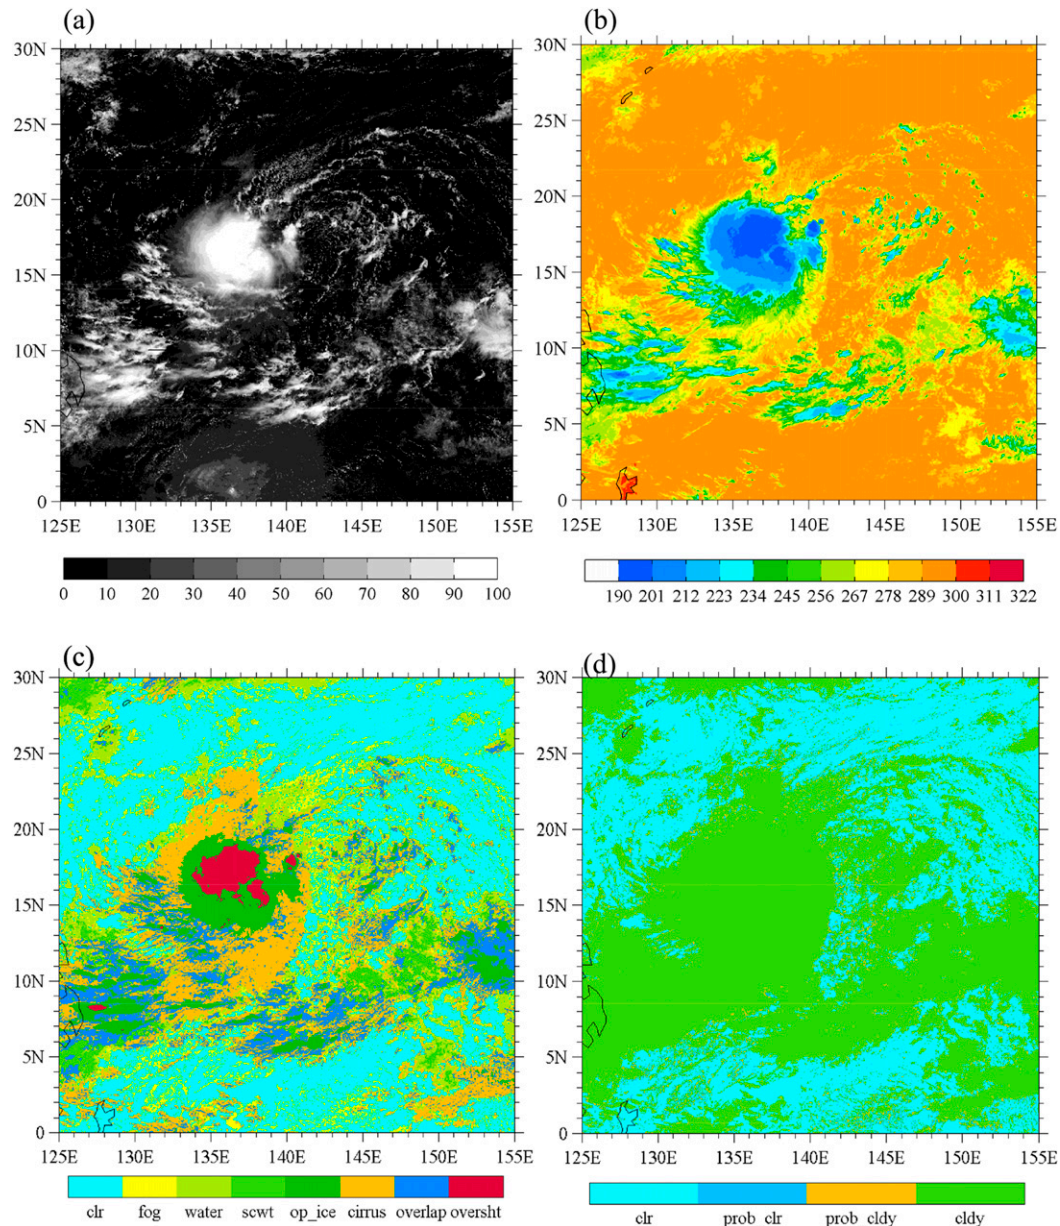 (a)
(b)
30N
25N
20N
15N
10N
5N
0
125E 130E 135E 140E 145E 150E 155E
30N
25N
20N
15N
10N
5N
0
125E 130E 135E 140E 145E 150E 155E
0 10 20 30 40 50 60 70 80 90 100
190 201 212 223 234 245 256 267 278 289 300 311 322
(c)
(d)
30N
25N
20N
15N
10N
5N
0
125E 130E 135E 140E 145E 150E 155E
30N
25N
20N
15N
10N
5N
0
125E 130E 135E 140E 145E 150E 155E
clr fog water scwt op_ice cirrus overlap oversht
clr prob_clr prob_cldy cldy